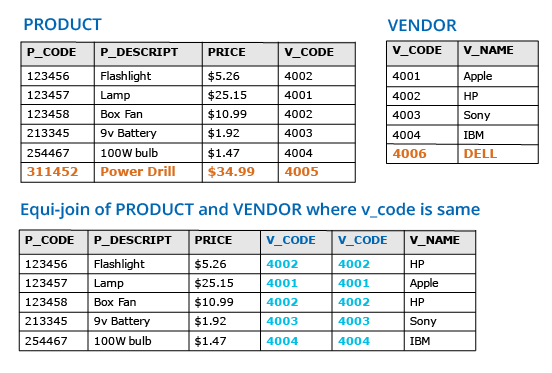 PRODUCT
P_CODE P_DESCRIPT PRICE V_CODE
123456 Flashlight $5.26 4002
123457 Lamp $25.15 4001
123458 Box Fan $10.99 4002
213345 9v Battery $1.92 4003
254467 100W bulb $1.47 4004
311452 Power Drill $34.99 4005
VENDOR
V_CODE V_NAME
4001 Apple
4002 HP
4003 Sony
4004 IBM
4006 DELL
Equi-join of PRODUCT and VENDOR where v_code is same
P_CODE P_DESCRIPT PRICE V_CODE V_CODE V_NAME
123456 Flashlight $5.26 4002 4002 HP
123457 Lamp $25.15 4001 4001 Apple
123458 Box Fan $10.99 4002 4002 HP
213345 9v Battery $1.92 4003 4003 Sony
254467 100W bulb $1.47 4004 4004 IBM